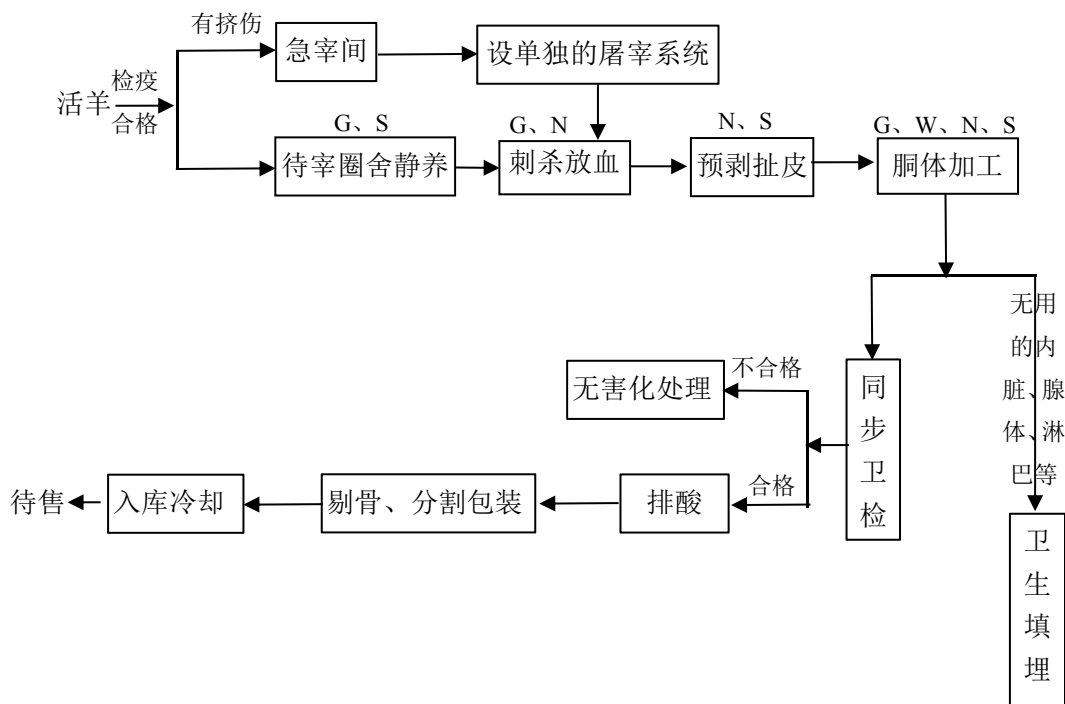 有挤伤
急宰间
设单独的屠宰系统
活羊
检疫
合格
G、S
G、N
N、S
G、W、N、S
待宰圈舍静养
刺杀放血
预剥扯皮
胴体加工
无用
的内
脏、腺
体、淋
巴等
不合格
无害化处理
同步卫检
合格
待售
入库冷却
剔骨、分割包装
排酸
卫生填埋